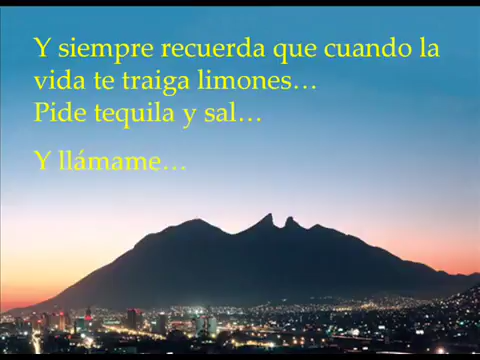 Y siempre recuerda que cuando la
vida te traiga limones…
Pide tequila y sal…
Y llámame…